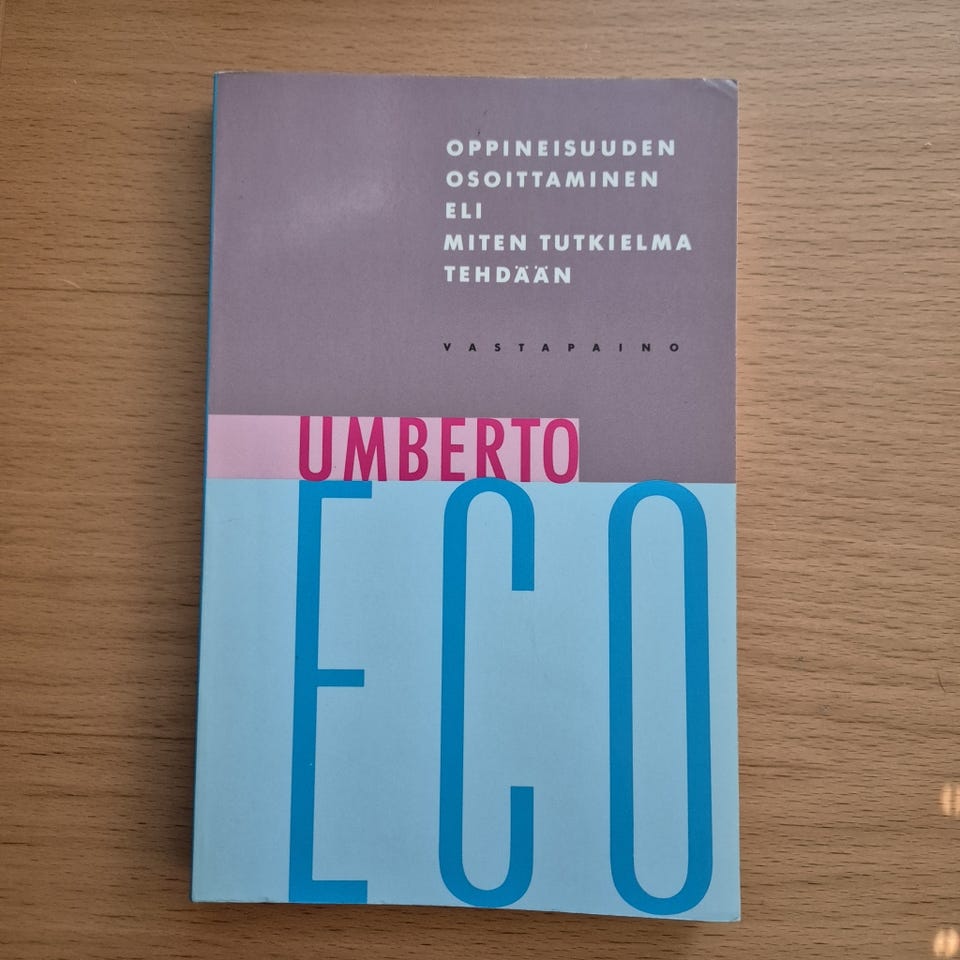 OPPINEISUUDEN
OSOITTAMINEN
ELI
MITEN TUTKIELMA
TEHDÄÄN
VASTAPAINO
UMBERTO
ECO